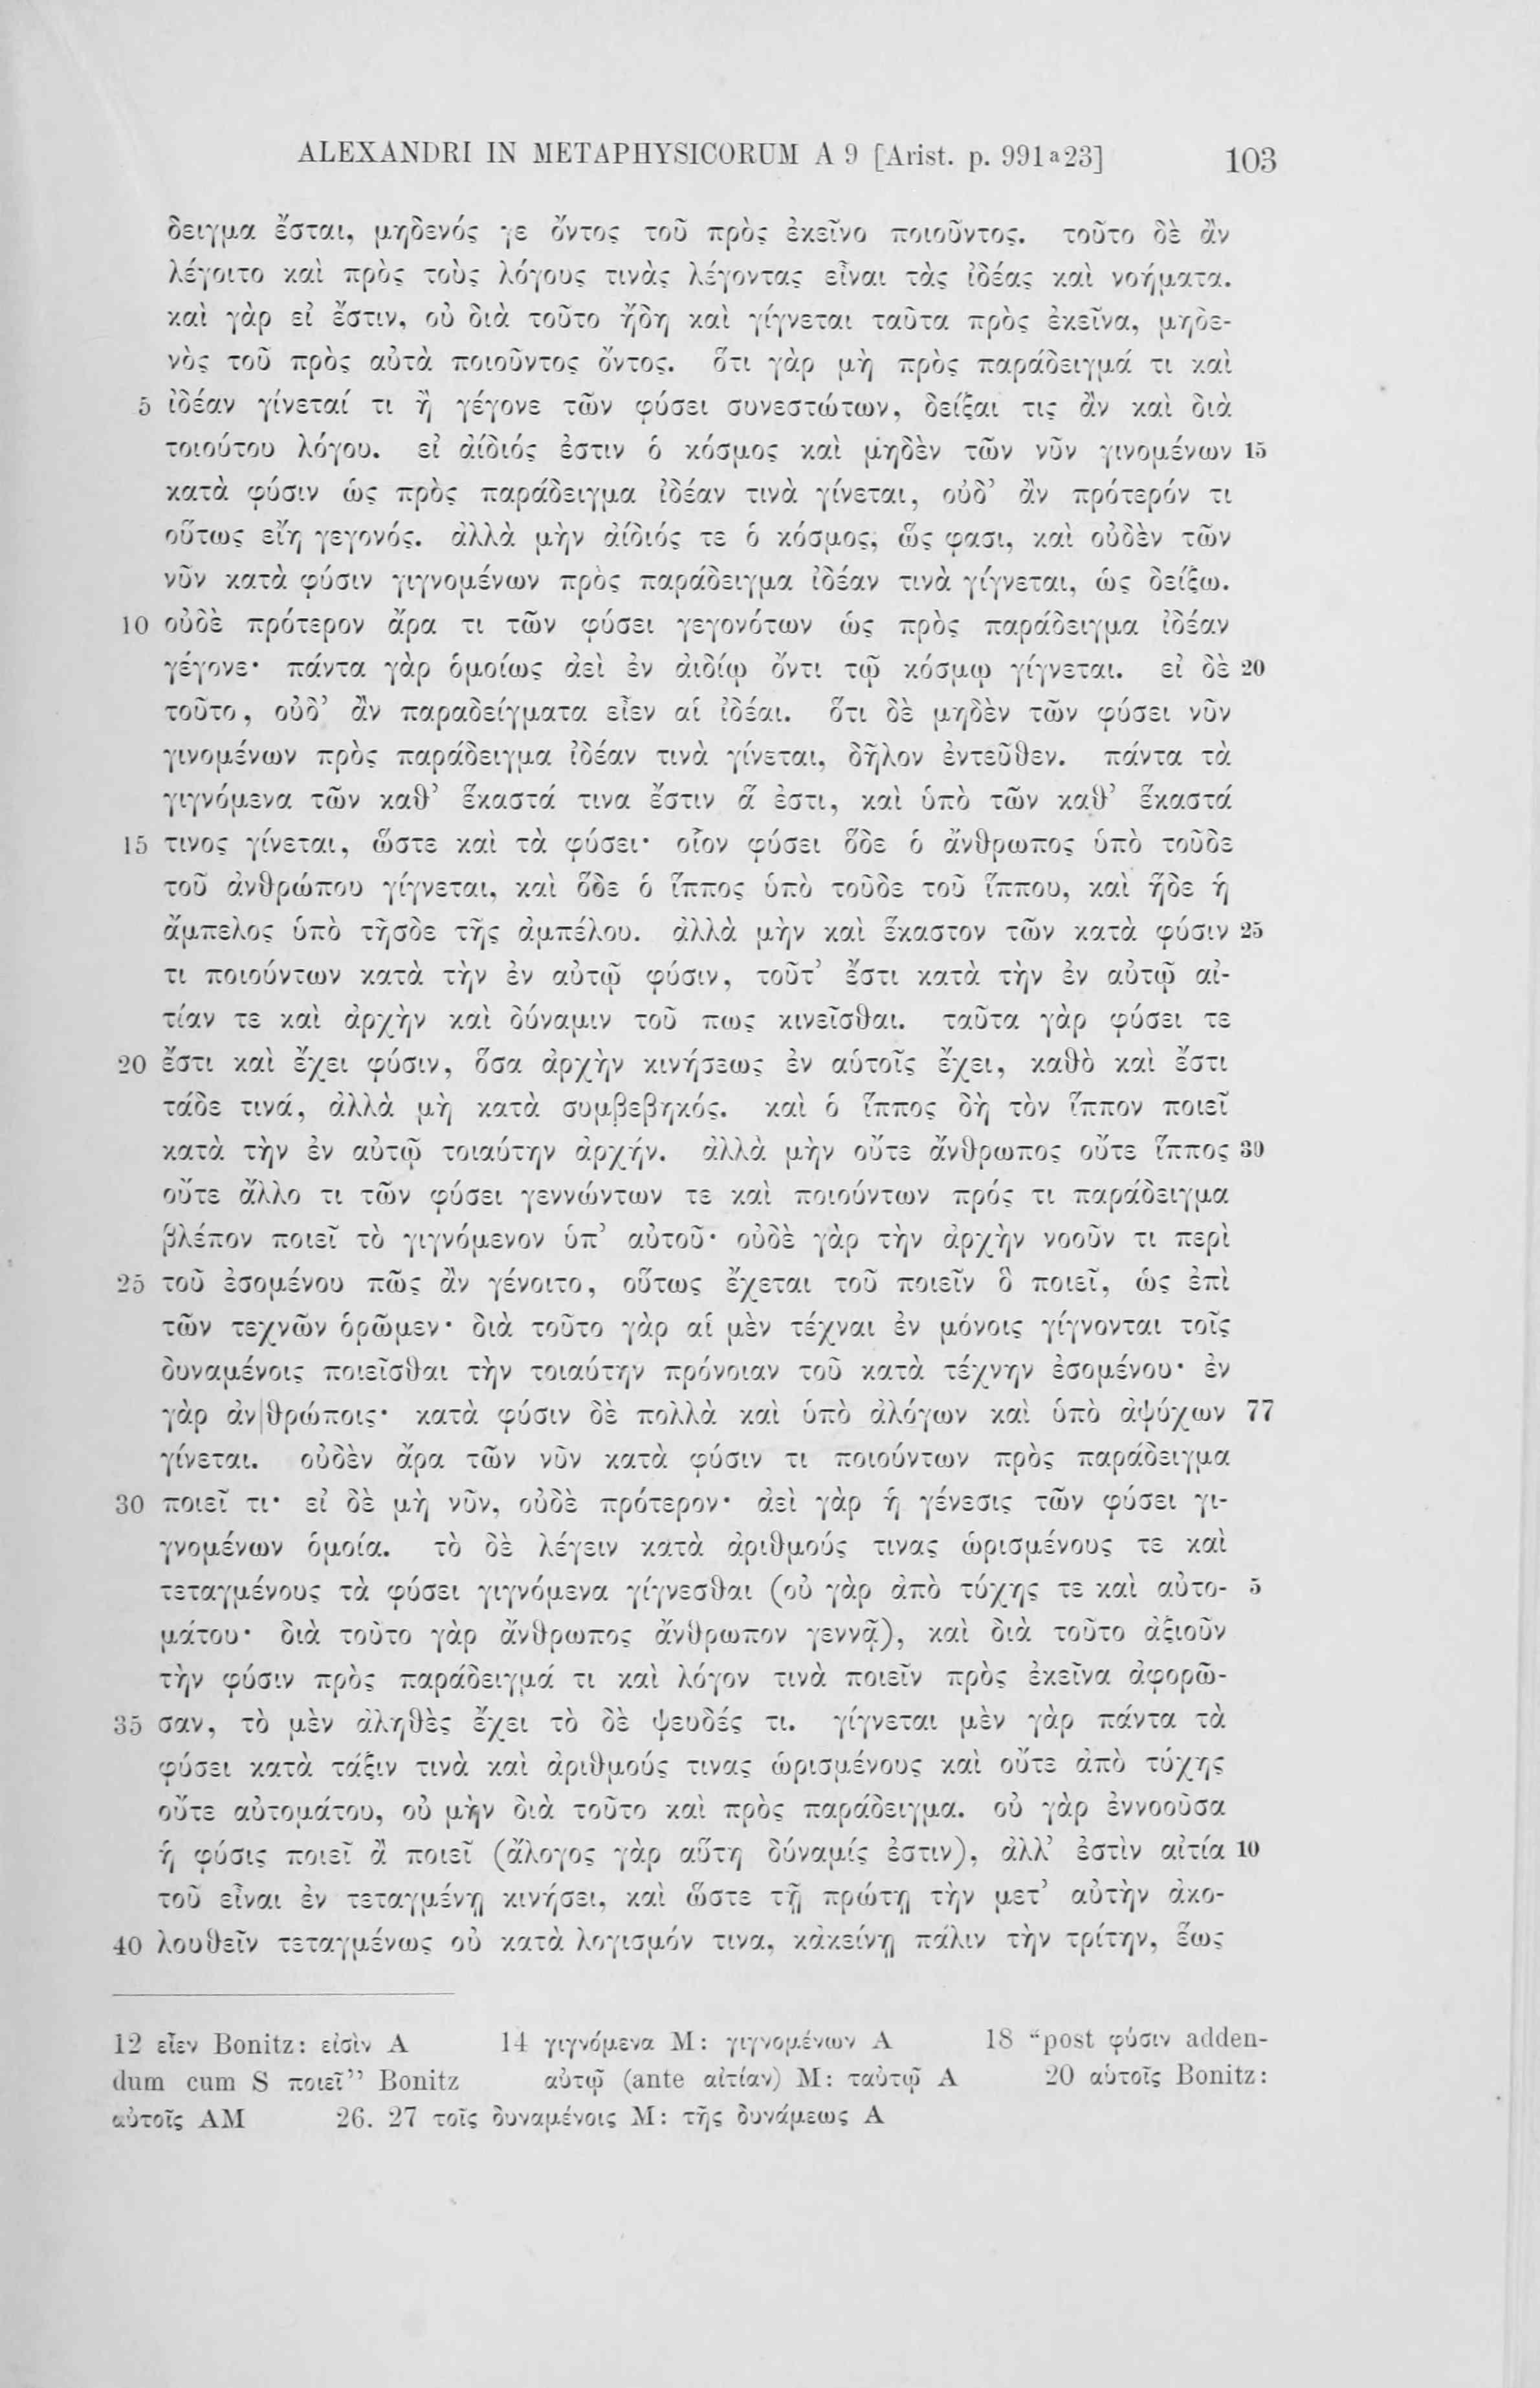 ALEXANDRI IN METAPHYSICORUM A 9 [Arist. p. 991a23] 103
δειγμα ἔσται, μηδενός γε ὄντος τοῦ πρὸς ἐκεῖνο ποιοῦντος. τοῦτο δὲ ἂν
λέγοιτο καὶ πρὸς τοὺς λόγους τινὰς λέγοντας εἶναι τὰς ἰδέας καὶ νοήματα.
καὶ γὰρ εἰ ἔστιν, οὐ διὰ τοῦτο ἤδη καὶ γίγνεται ταῦτα πρὸς ἐκεῖνα, μηδε-
νὸς τοῦ πρὸς αὐτὰ ποιοῦντος ὄντος. ὅτι γὰρ μὴ πρὸς παράδειγμά τι καὶ
5 ἰδέαν γίνεταί τι ἢ γέγονε τῶν φύσει συνεστώτων, δείξαι τις ἂν καὶ διὰ
τοιούτου λόγου. εἰ ἀίδιός ἐστιν ὁ κόσμος καὶ μηδὲν τῶν νῦν γινομένων 15
κατὰ φύσιν ὡς πρὸς παράδειγμα ἰδέαν τινὰ γίνεται, οὐδ’ ἂν πρότερόν τι
οὕτως εἴη γεγονός. ἀλλὰ μὴν ἀίδιός τε ὁ κόσμος, ὥς φασι, καὶ οὐδὲν τῶν
νῦν κατὰ φύσιν γιγνομένων πρὸς παράδειγμα ἰδέαν τινὰ γίγνεται, ὡς δείξω.
10 οὐδὲ πρότερον ἄρα τι τῶν φύσει γεγονότων ὡς πρὸς παράδειγμα ἰδέαν
γέγονε· πάντα γὰρ ὁμοίως ἀεὶ ἐν ἀιδίῳ ὄντι τῷ κόσμῳ γίγνεται. εἰ δὲ 20
τοῦτο, οὐδ’ ἂν παραδείγματα εἶεν αἱ ἰδέαι. ὅτι δὲ μηδὲν τῶν φύσει νῦν
γινομένων πρὸς παράδειγμα ἰδέαν τινὰ γίνεται, δῆλον ἐντεῦθεν. πάντα τὰ
γιγνόμενα τῶν καθ’ ἕκαστά τινα ἔστιν ἅ ἐστι, καὶ ὑπὸ τῶν καθ’ ἕκαστά
15 τινος γίνεται, ὥστε καὶ τὰ φύσει· οἷον φύσει ὅδε ὁ ἄνθρωπος ὑπὸ τοῦδε
τοῦ ἀνθρώπου γίγνεται, καὶ ὅδε ὁ ἵππος ὑπὸ τοῦδε τοῦ ἵππου, καὶ ἥδε ἡ
ἄμπελος ὑπὸ τῆσδε τῆς ἀμπέλου. ἀλλὰ μὴν καὶ ἕκαστον τῶν κατὰ φύσιν 25
τι ποιούντων κατὰ τὴν ἐν αὐτῷ φύσιν, τοῦτ’ ἔστι κατὰ τὴν ἐν αὐτῷ αἰ-
τίαν τε καὶ ἀρχὴν καὶ δύναμιν τοῦ πως κινεῖσθαι. ταῦτα γὰρ φύσει τε
20 ἔστι καὶ ἔχει φύσιν, ὅσα ἀρχὴν κινήσεως ἐν αὑτοῖς ἔχει, καθὸ καὶ ἔστι
τάδε τινά, ἀλλὰ μὴ κατὰ συμβεβηκός. καὶ ὁ ἵππος δὴ τὸν ἵππον ποιεῖ
κατὰ τὴν ἐν αὐτῷ τοιαύτην ἀρχήν. ἀλλὰ μὴν οὔτε ἄνθρωπος οὔτε ἵππος 30
οὔτε ἄλλο τι τῶν φύσει γεννώντων τε καὶ ποιούντων πρός τι παράδειγμα
βλέπον ποιεῖ τὸ γιγνόμενον ὑπ’ αὐτοῦ· οὐδὲ γὰρ τὴν ἀρχὴν νοοῦν τι περὶ
25 τοῦ ἐσομένου πῶς ἂν γένοιτο, οὕτως ἔχεται τοῦ ποιεῖν ὃ ποιεῖ, ὡς ἐπὶ
τῶν τεχνῶν ὁρῶμεν· διὰ τοῦτο γὰρ αἱ μὲν τέχναι ἐν μόνοις γίγνονται τοῖς
δυναμένοις ποιεῖσθαι τὴν τοιαύτην πρόνοιαν τοῦ κατὰ τέχνην ἐσομένου· ἐν
γὰρ ἀν|θρώποις· κατὰ φύσιν δὲ πολλὰ καὶ ὑπὸ ἀλόγων καὶ ὑπὸ ἀψύχων 77
γίνεται. οὐδὲν ἄρα τῶν νῦν κατὰ φύσιν τι ποιούντων πρὸς παράδειγμα
30 ποιεῖ τι· εἰ δὲ μὴ νῦν, οὐδὲ πρότερον· ἀεὶ γὰρ ἡ γένεσις τῶν φύσει γι-
γνομένων ὁμοία. τὸ δὲ λέγειν κατὰ ἀριθμούς τινας ὡρισμένους τε καὶ
τεταγμένους τὰ φύσει γιγνόμενα γίγνεσθαι (οὐ γὰρ ἀπὸ τύχης τε καὶ αὐτο- 5
μάτου· διὰ τοῦτο γὰρ ἄνθρωπος ἄνθρωπον γεννᾷ), καὶ διὰ τοῦτο ἀξιοῦν
τὴν φύσιν πρὸς παράδειγμά τι καὶ λόγον τινὰ ποιεῖν πρὸς ἐκεῖνα ἀφορῶ-
35 σαν, τὸ μὲν ἀληθὲς ἔχει τὸ δὲ ψευδές τι. γίγνεται μὲν γὰρ πάντα τὰ
φύσει κατὰ τάξιν τινὰ καὶ ἀριθμούς τινας ὡρισμένους καὶ οὔτε ἀπὸ τύχης
οὔτε αὐτομάτου, οὐ μὴν διὰ τοῦτο καὶ πρὸς παράδειγμα. οὐ γὰρ ἐννοοῦσα
ἡ φύσις ποιεῖ ἃ ποιεῖ (ἄλογος γὰρ αὕτη δύναμίς ἐστιν), ἀλλ’ ἐστὶν αἰτία 10
τοῦ εἶναι ἐν τεταγμένῃ κινήσει, καὶ ὥστε τῇ πρώτῃ τὴν μετ’ αὐτὴν ἀκο-
40 λουθεῖν τεταγμένως οὐ κατὰ λογισμόν τινα, κἀκείνῃ πάλιν τὴν τρίτην, ἕως
12 εἶεν Bonitz: εἰσὶν A 14 γιγνόμενα M: γιγνομένων A 18 “post φύσιν adden-
dum cum S ποιεῖ” Bonitz αὐτῷ (ante αἰτίαν) M: ταὐτῷ A 20 αὑτοῖς Bonitz:
αὐτοῖς AM 26. 27 τοῖς δυναμένοις M: τῆς δυνάμεως A